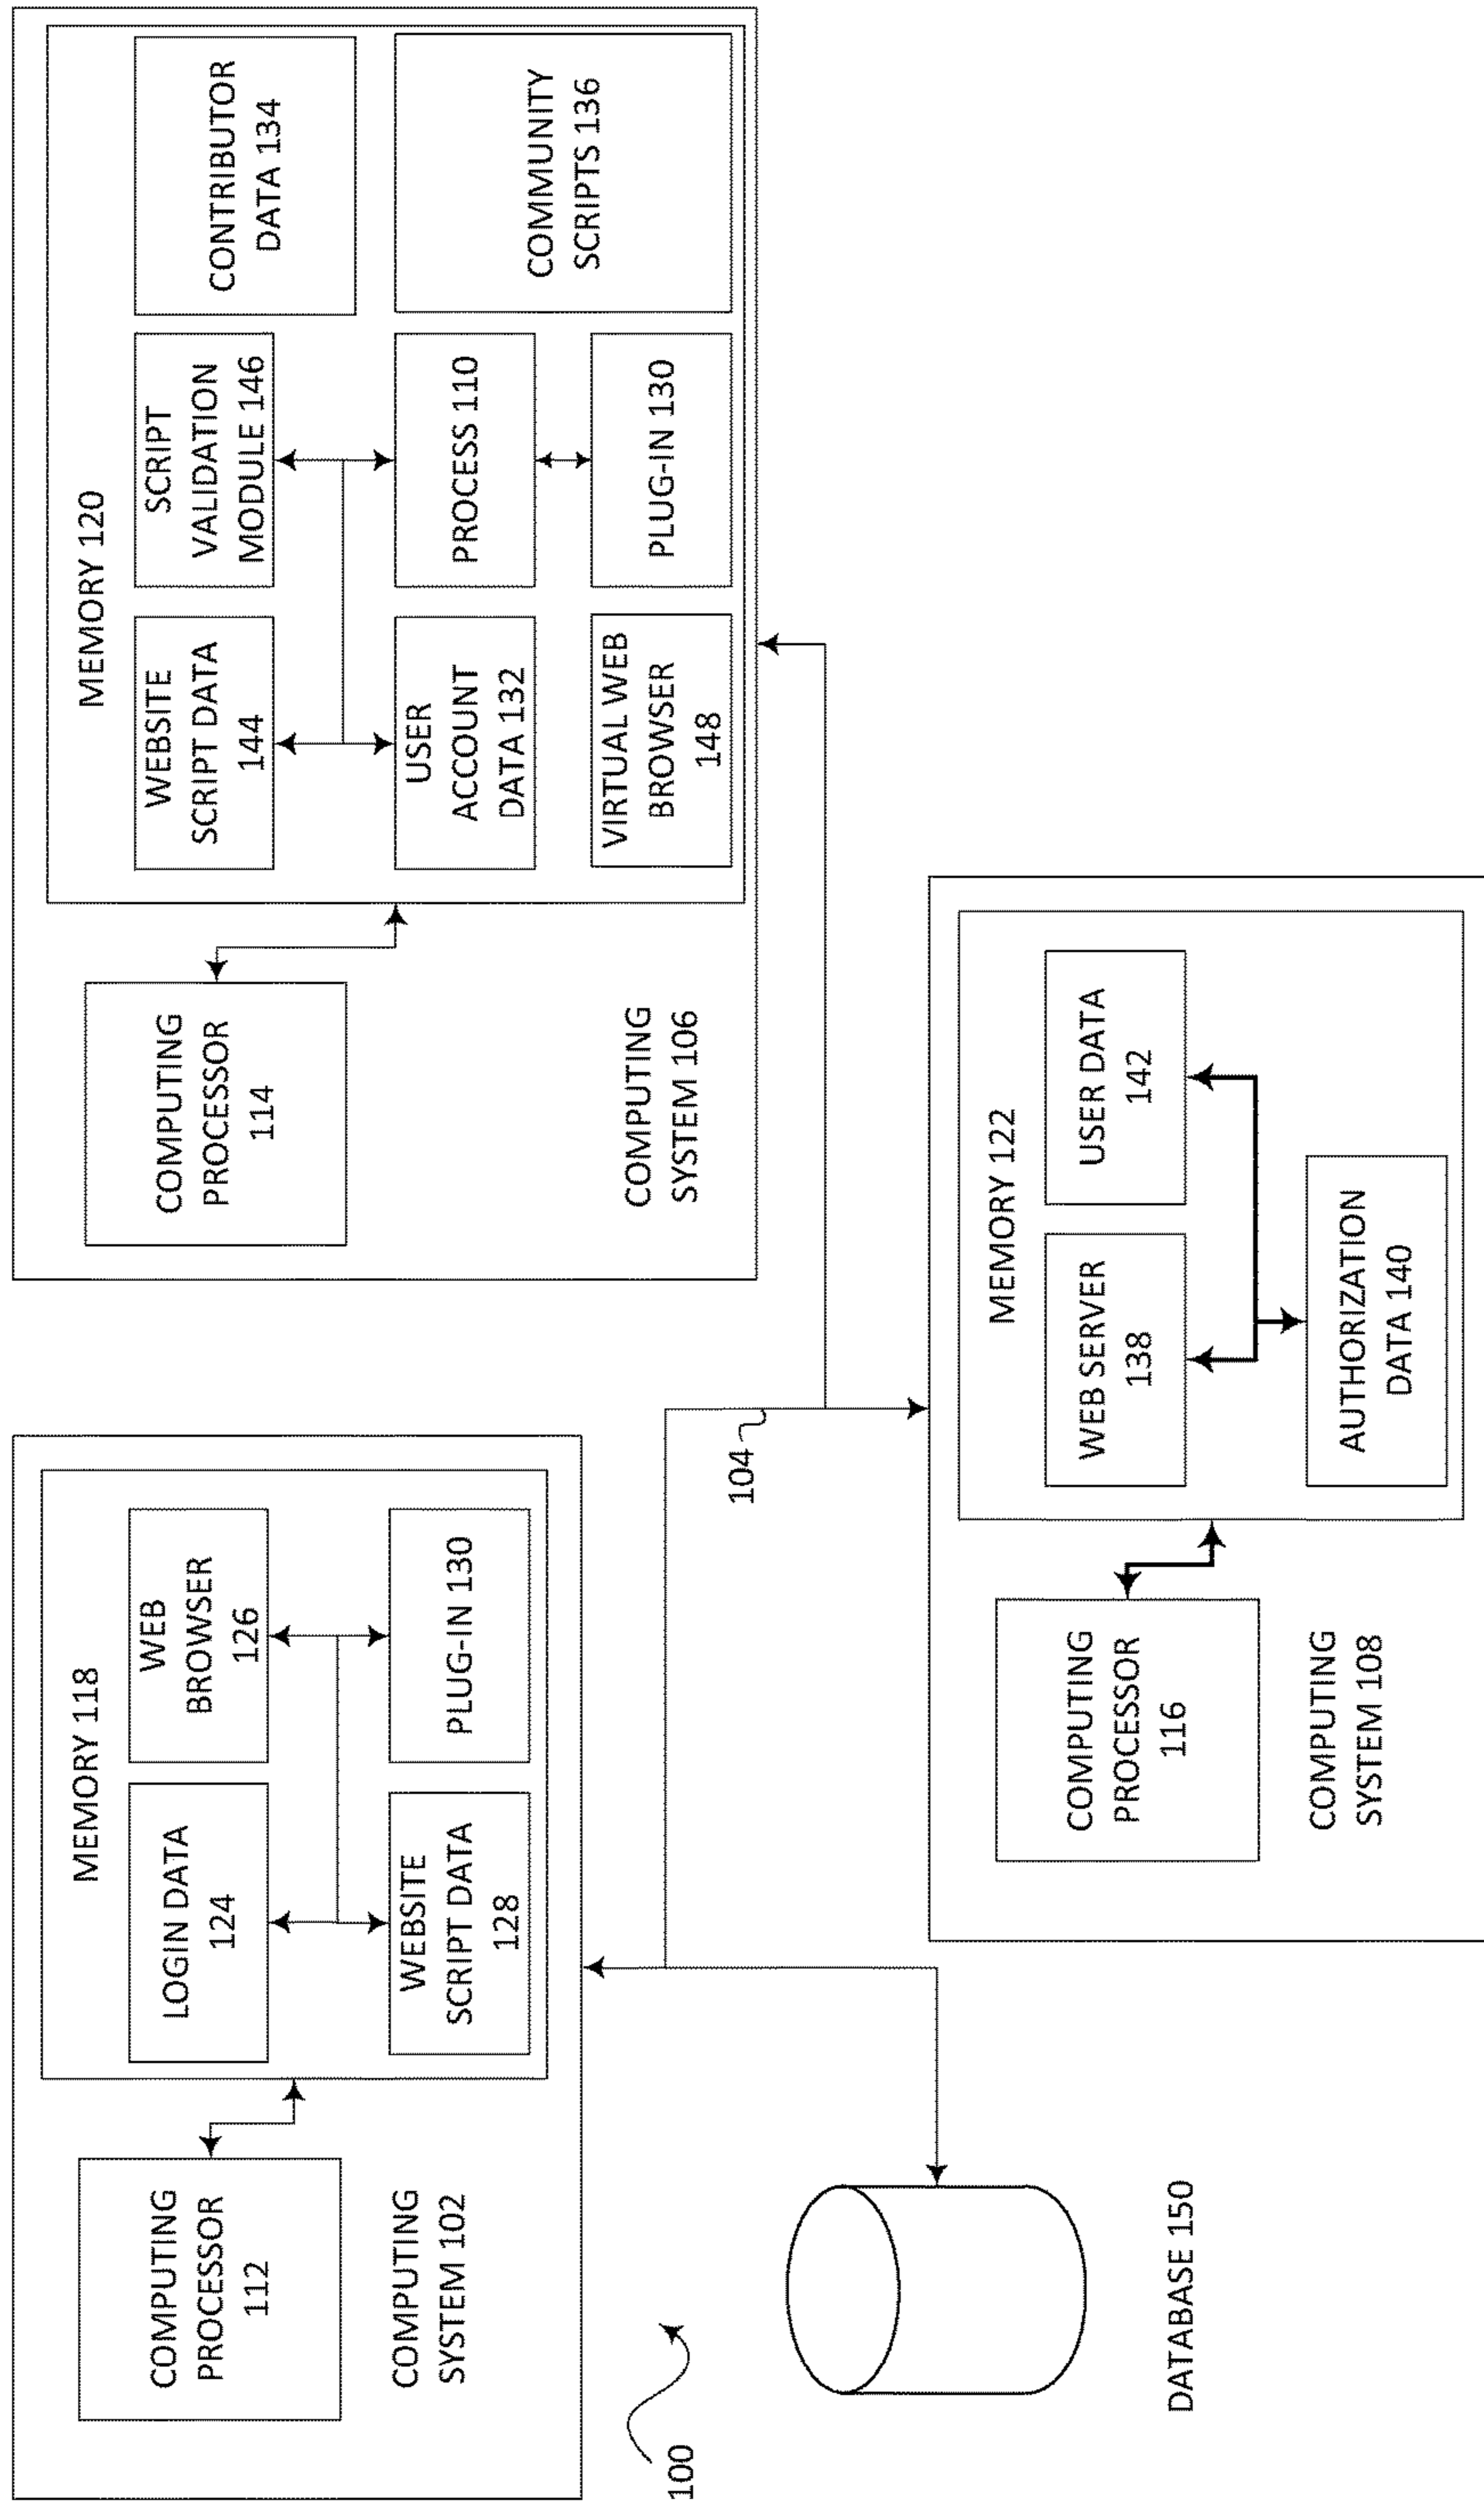 COMPUTING
PROCESSOR
112
COMPUTING
SYSTEM 102
MEMORY 118
LOGIN DATA
124
WEB
BROWSER
126
WEBSITE
SCRIPT DATA
128
PLUG-IN 130
COMPUTING
PROCESSOR
114
COMPUTING
SYSTEM 106
MEMORY 120
WEBSITE
SCRIPT DATA
144
SCRIPT
VALIDATION
MODULE 146
CONTRIBUTOR
DATA 134
USER
ACCOUNT
DATA 132
PROCESS 110
COMMUNITY
SCRIPTS 136
VIRTUAL WEB
BROWSER
148
PLUG-IN 130
100
104
DATABASE 150
COMPUTING
PROCESSOR
116
COMPUTING
SYSTEM 108
MEMORY 122
WEB SERVER
138
USER DATA
142
AUTHORIZATION
DATA 140